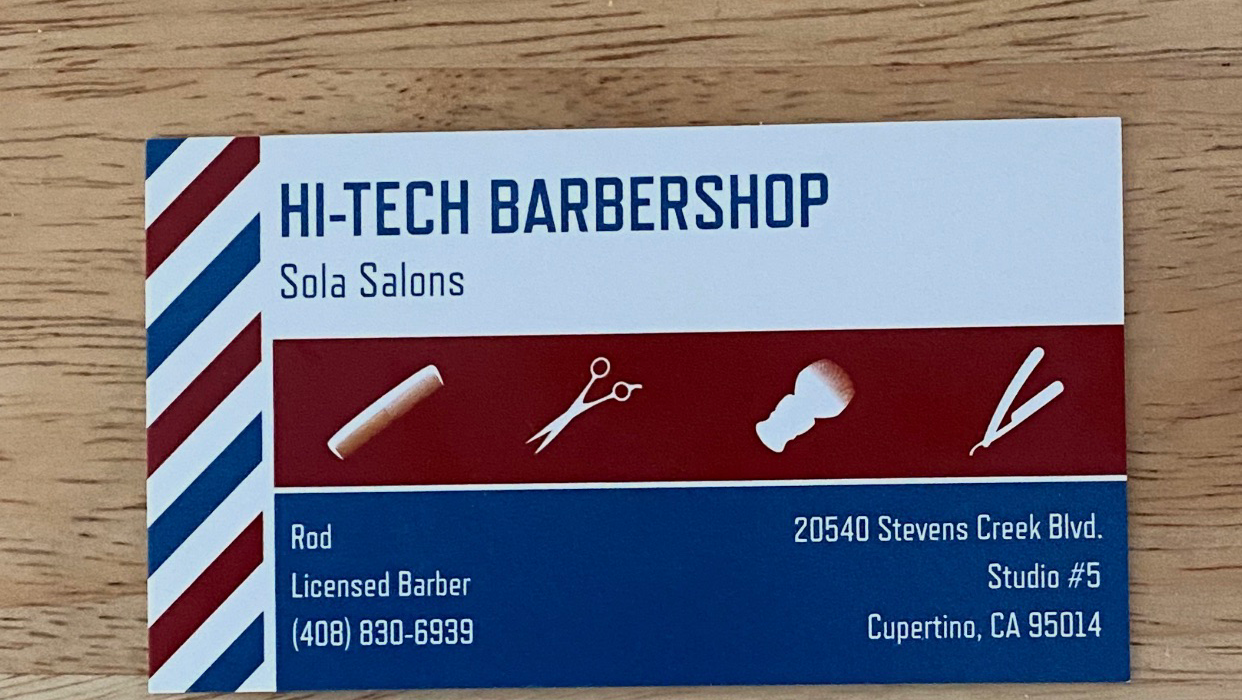 HI-TECH BARBERSHOP
Sola Salons
Rod
Licensed Barber
(408) 830-6939
20540 Stevens Creek Blvd.
Studio #5
Cupertino, CA 95014